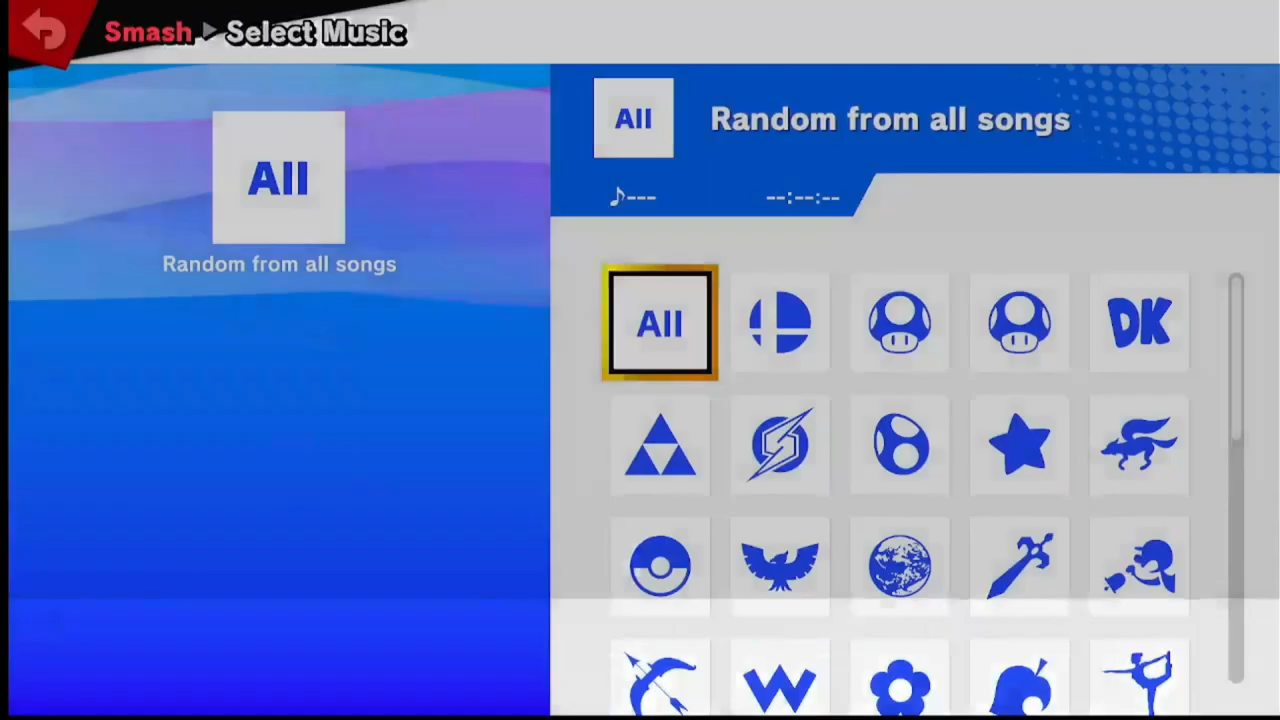 Smash ▶ Select Music
All
Random from all songs
All
Random from all songs
♪---
--:--:--
All
DK